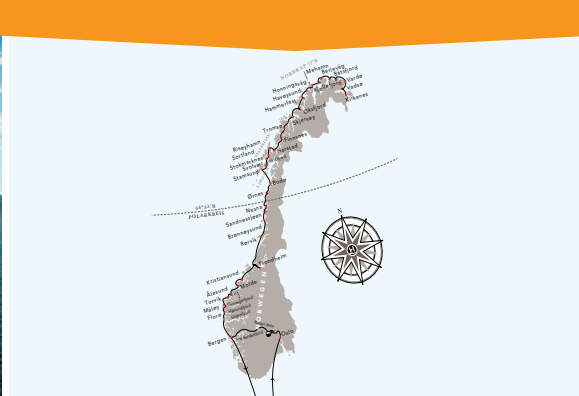 NORDKAP 71°N
Mehamn
Berlevåg
Båtsfjord
Honningsvåg
Vardø
Havøysund
Vadsø
Hammerfest
Kirkenes
Øksfjord
Skjervøy
Tromsø
Finnsnes
Harstad
Risøyhamn
Sortland
Stokmarknes
Svolvær
Stamsund
Bodø
Ørnes
66°33'N
POLARKREIS
Nesna
Sandnessjøen
Brønnøysund
Rørvik
N
Trondheim
Kristiansund
Molde
Ålesund
Torvik
Måløy
Florø
NORWEGEN
Bergen
Oslo